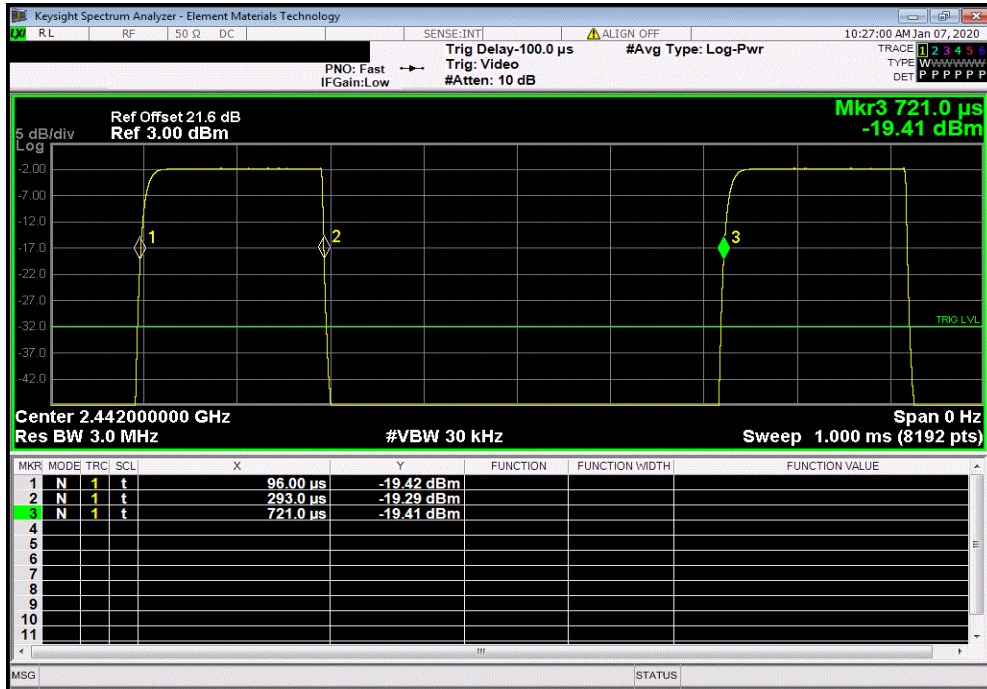 Keysight Spectrum Analyzer - Element Materials Technology
LXI RL RF 50 Ω DC SENSE:INT ALIGN OFF 10:27:00 AM Jan 07, 2020
Trig Delay-100.0 µs #Avg Type: Log-Pwr TRACE 1 2 3 4 5 6
PNO: Fast Trig: Video TYPE WWWWWW
IFGain:Low #Atten: 10 dB DET P P P P P P
Mkr3 721.0 µs
-19.41 dBm
Ref Offset 21.6 dB
5 dB/div Ref 3.00 dBm
Log
-2.00
-7.00
-12.0
1 2 3
-17.0
-22.0
-27.0
-32.0
TRIG LVL
-37.0
-42.0
Center 2.442000000 GHz Span 0 Hz
Res BW 3.0 MHz #VBW 30 kHz Sweep 1.000 ms (8192 pts)
MKR MODE TRC SCL X Y FUNCTION FUNCTION WIDTH FUNCTION VALUE
1 N 1 t 96.00 µs -19.42 dBm
2 N 1 t 293.0 µs -19.29 dBm
3 N 1 t 721.0 µs -19.41 dBm
4
5
6
7
8
9
10
11
MSG STATUS